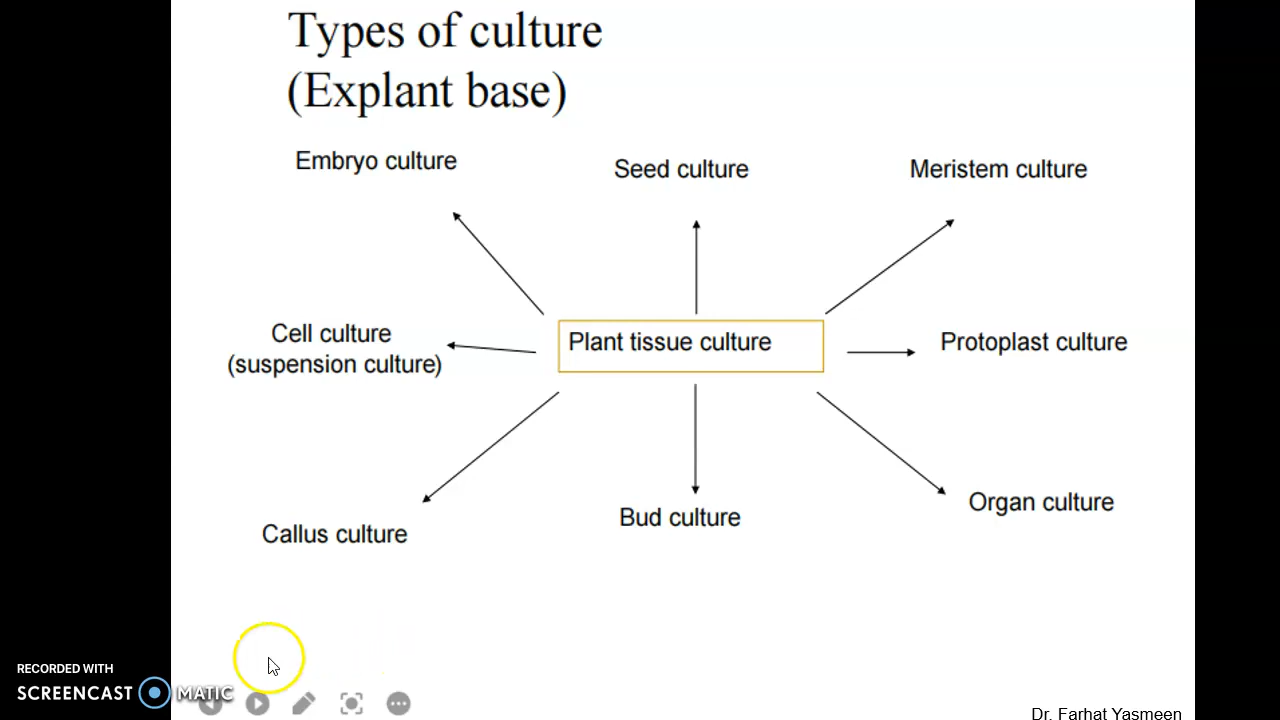 Types of culture
(Explant base)
Embryo culture
Seed culture
Meristem culture
Cell culture
(suspension culture)
Plant tissue culture
Protoplast culture
Callus culture
Bud culture
Organ culture
RECORDED WITH
SCREENCAST MATIC
Dr. Farhat Yasmeen